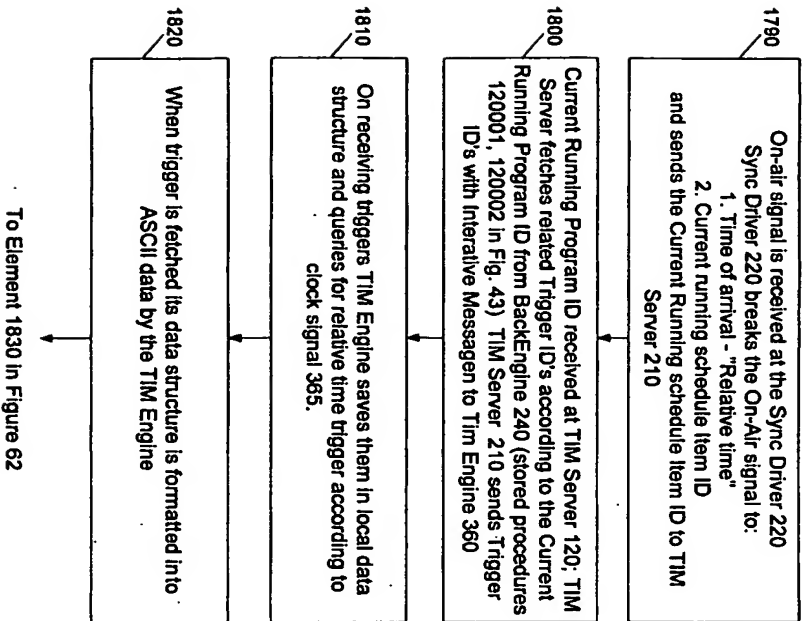 1790
On-air signal is received at the Sync Driver 220
Sync Driver 220 breaks the On-Air signal to:
1. Time of arrival - "Relative time"
2. Current running schedule Item ID
and sends the Current Running schedule Item ID to TIM
Server 210
1800
Current Running Program ID received at TIM Server 120; TIM
Server fetches related Trigger ID's according to the Current
Running Program ID from BackEngine 240 (stored procedures
120001, 120002 in Fig. 43) TIM Server 210 sends Trigger
ID's with Interative Messagen to Tim Engine 360
1810
On receiving triggers TIM Engine saves them in local data
structure and queries for relative time trigger according to
clock signal 365.
1820
When trigger is fetched its data structure is formatted into
ASCII data by the TIM Engine
To Element 1830 in Figure 62